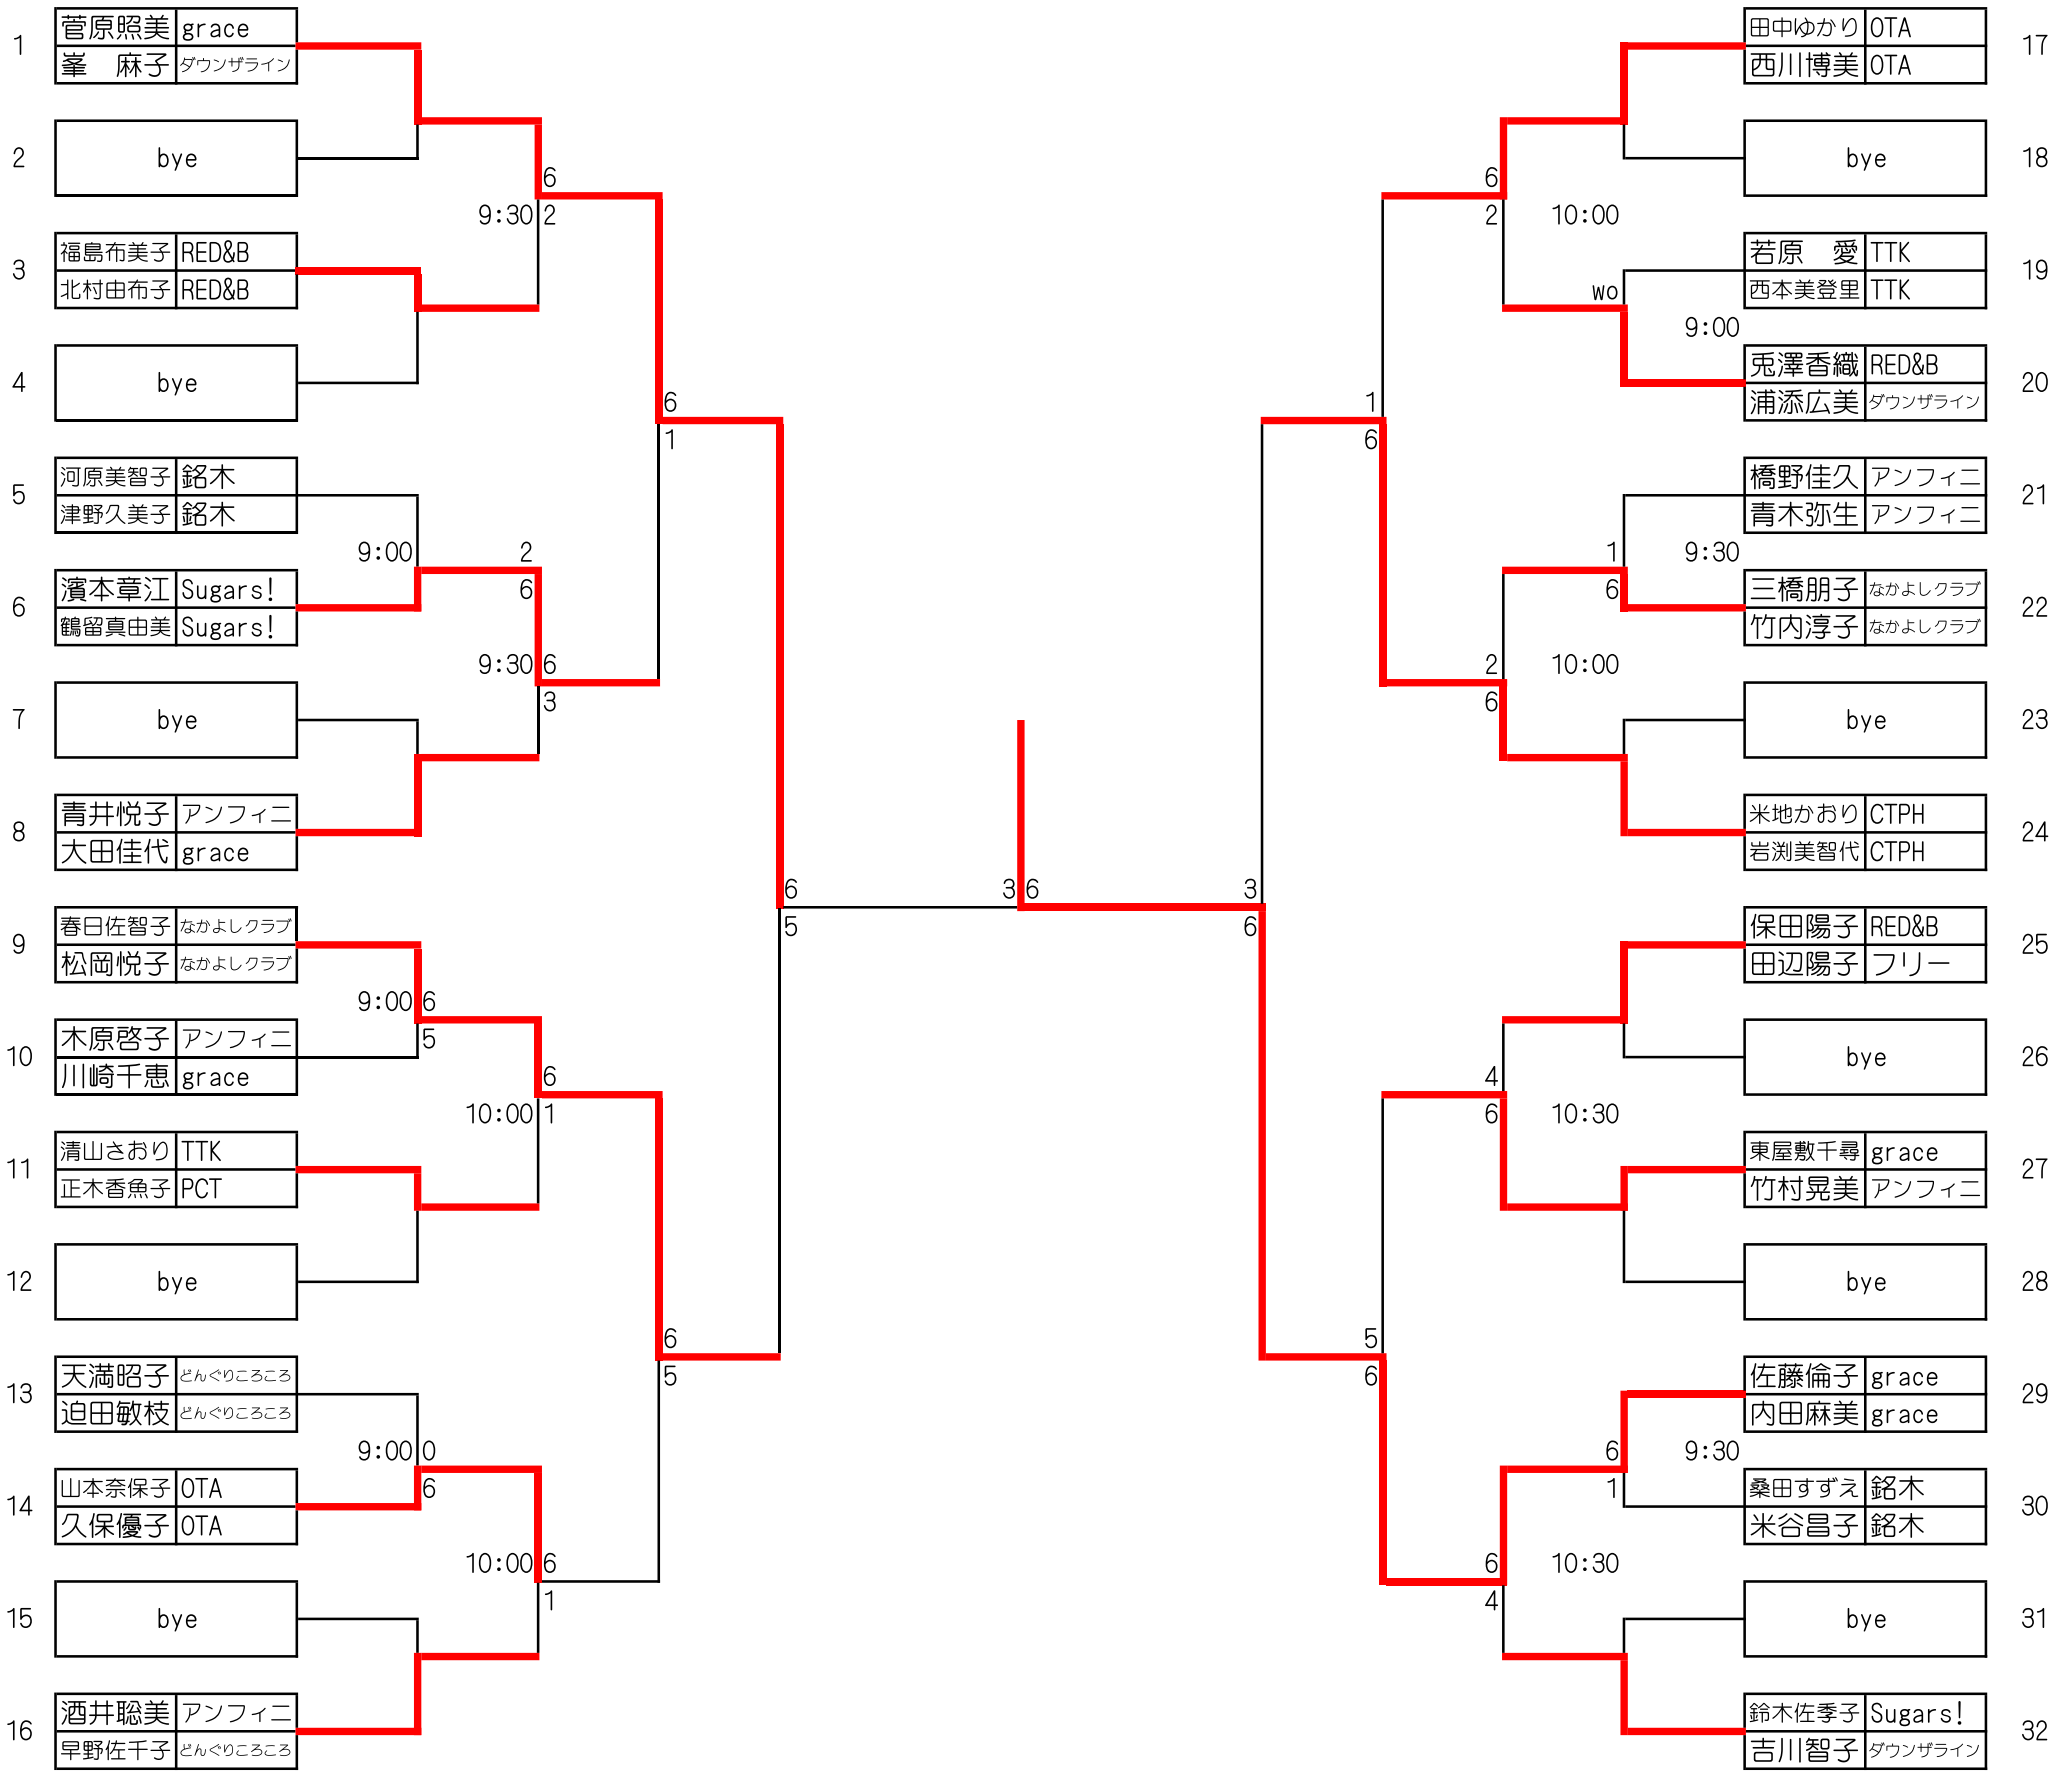 1 菅原照美 grace
峯　麻子 ダウンザライン
2 bye
3 福島布美子 RED&B
北村由布子 RED&B
4 bye
5 河原美智子 銘木
津野久美子 銘木
6 濱本章江 Sugars!
鶴留真由美 Sugars!
7 bye
8 青井悦子 アンフィニ
大田佳代 grace
9 春日佐智子 なかよしクラブ
松岡悦子 なかよしクラブ
10 木原啓子 アンフィニ
川崎千恵 grace
11 清山さおり TTK
正木香魚子 PCT
12 bye
13 天満昭子 どんぐりころころ
迫田敏枝 どんぐりころころ
14 山本奈保子 OTA
久保優子 OTA
15 bye
16 酒井聡美 アンフィニ
早野佐千子 どんぐりころころ
9:00 2
6
9:00 6
5
9:00 0
6
6
9:30 2
9:30 6
3
6
10:00 1
10:00 6
1
6
1
6
5
6
5
3 6
3
6
1
6
5
6
6
2 10:00
2 10:00
6
4
6 10:30
6 10:30
4
wo
9:00
1 9:30
6
6 9:30
1
田中ゆかり OTA 17
西川博美 OTA
bye 18
若原　愛 TTK 19
西本美登里 TTK
兎澤香織 RED&B 20
浦添広美 ダウンザライン
橋野佳久 アンフィニ 21
青木弥生 アンフィニ
三橋朋子 なかよしクラブ 22
竹内淳子 なかよしクラブ
bye 23
米地かおり CTPH 24
岩渕美智代 CTPH
保田陽子 RED&B 25
田辺陽子 フリー
bye 26
東屋敷千尋 grace 27
竹村晃美 アンフィニ
bye 28
佐藤倫子 grace 29
内田麻美 grace
桑田すずえ 銘木 30
米谷昌子 銘木
bye 31
鈴木佐季子 Sugars! 32
吉川智子 ダウンザライン